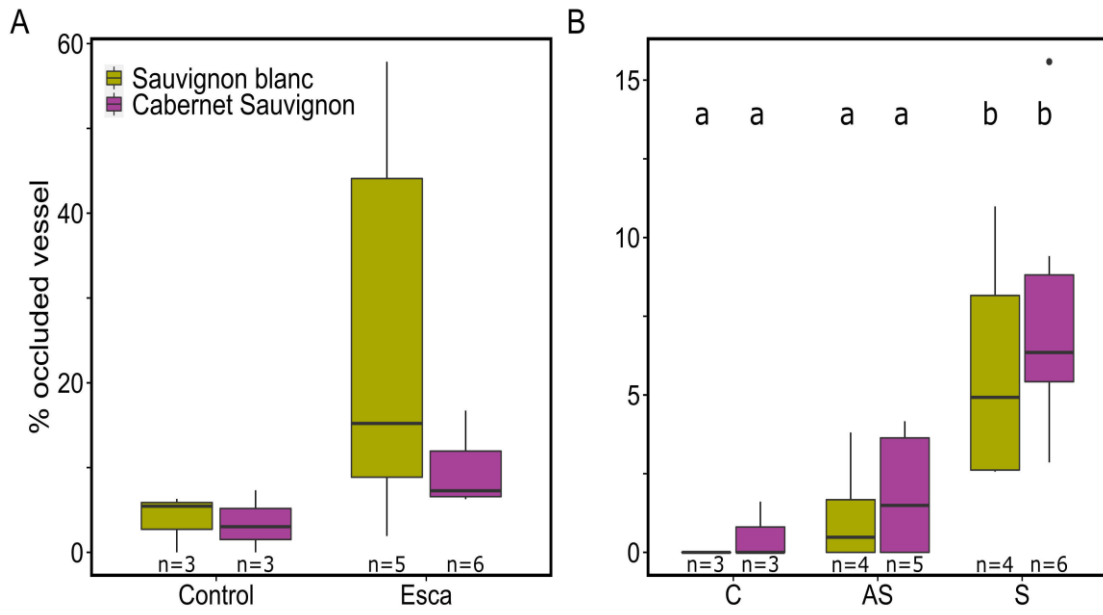 A
B
% occluded vessel
60
40
20
0
Sauvignon blanc
Cabernet Sauvignon
n=3 n=3 n=5 n=6
Control Esca
15
10
5
0
a a a a b b
n=3 n=3 n=4 n=5 n=4 n=6
C AS S